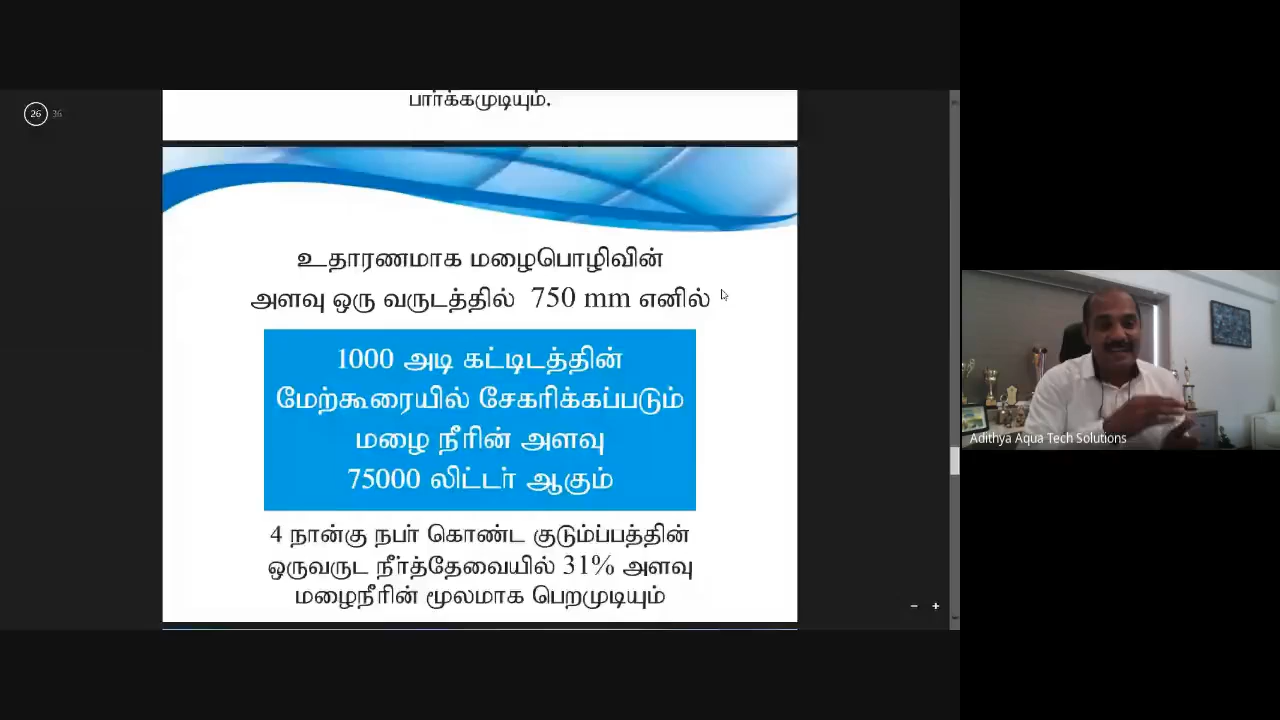 26 36
பார்க்கமுடியும்.
உதாரணமாக மழைபொழிவின்
அளவு ஒரு வருடத்தில் 750 mm எனில்
1000 அடி கட்டிடத்தின்
மேற்கூரையில் சேகரிக்கப்படும்
மழை நீரின் அளவு
75000 லிட்டர் ஆகும்
4 நான்கு நபர் கொண்ட குடும்ப்பத்தின்
ஒருவருட நீர்த்தேவையில் 31% அளவு
மழைநீரின் மூலமாக பெறமுடியும்
Adithya Aqua Tech Solutions